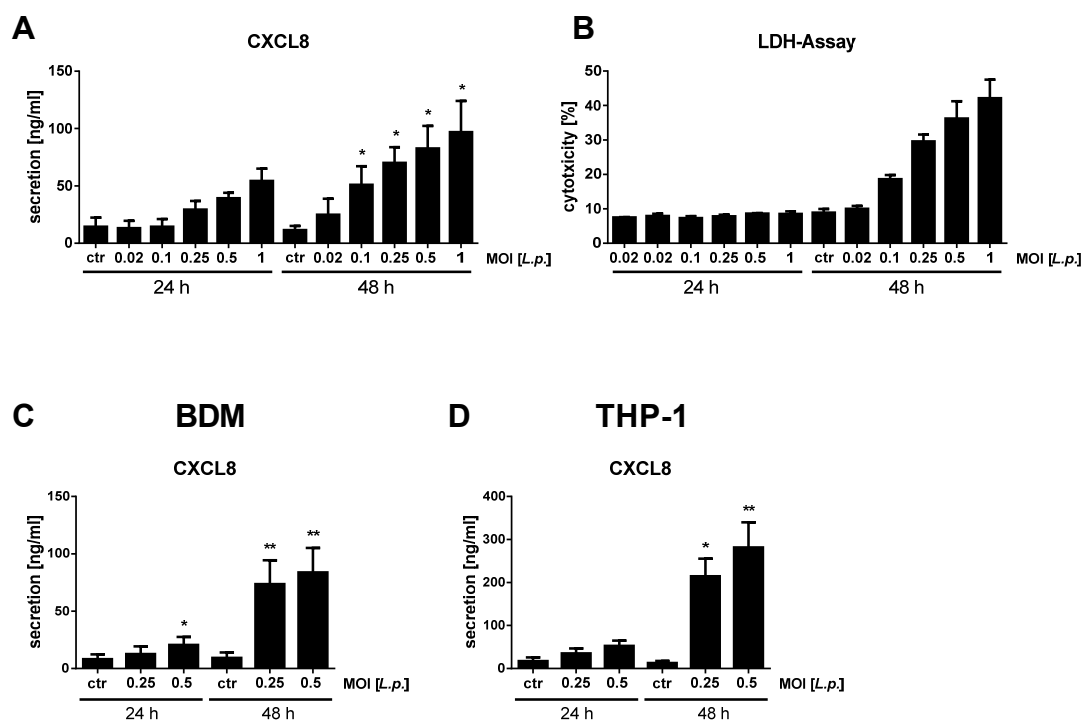 A
CXCL8
secretion [ng/ml]
150
100
50
0
* * * * *
ctr 0.02 0.1 0.25 0.5 1 ctr 0.02 0.1 0.25 0.5 1 MOI [L.p.]
24 h 48 h
B
LDH-Assay
cytotxicity [%]
50
40
30
20
10
0
0.02 0.02 0.1 0.25 0.5 1 ctr 0.02 0.1 0.25 0.5 1 MOI [L.p.]
24 h 48 h
C BDM
CXCL8
secretion [ng/ml]
150
100
50
0
* ** **
ctr 0.25 0.5 ctr 0.25 0.5 MOI [L.p.]
24 h 48 h
D THP-1
CXCL8
secretion [ng/ml]
400
300
200
100
0
* **
ctr 0.25 0.5 ctr 0.25 0.5 MOI [L.p.]
24 h 48 h